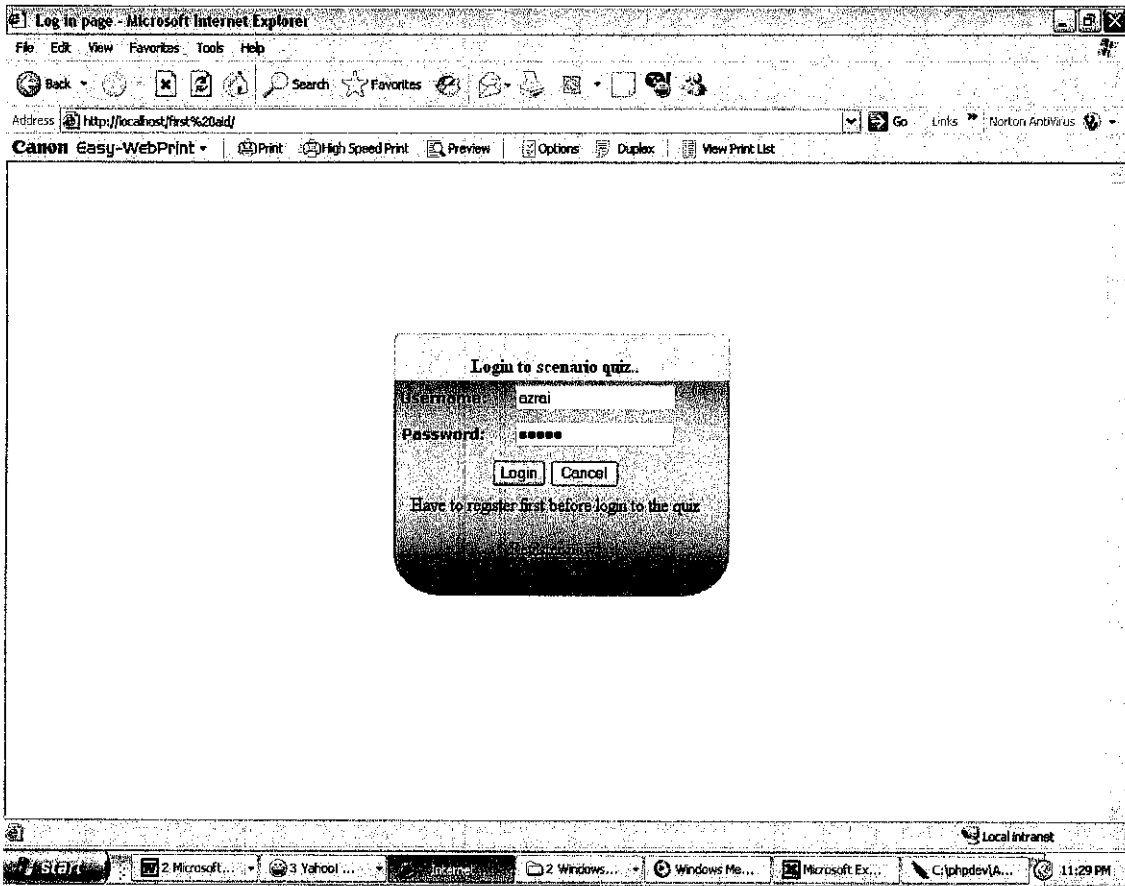 Log in page - Microsoft Internet Explorer
File Edit View Favorites Tools Help
Back Search Favorites
Address http://localhost/first%20aid/ Go Links » Norton AntiVirus
Canon Easy-WebPrint Print High Speed Print Preview Options Duplex View Print List
Login to scenario quiz..
Username: azrai
Password: •••••
Login Cancel
Have to register first before login to the quiz
Local intranet
start 2 Microsoft... 3 Yahoo! ... Internet 2 Windows... Windows Me... Microsoft Ex... C:\phpdev\A... 11:29 PM